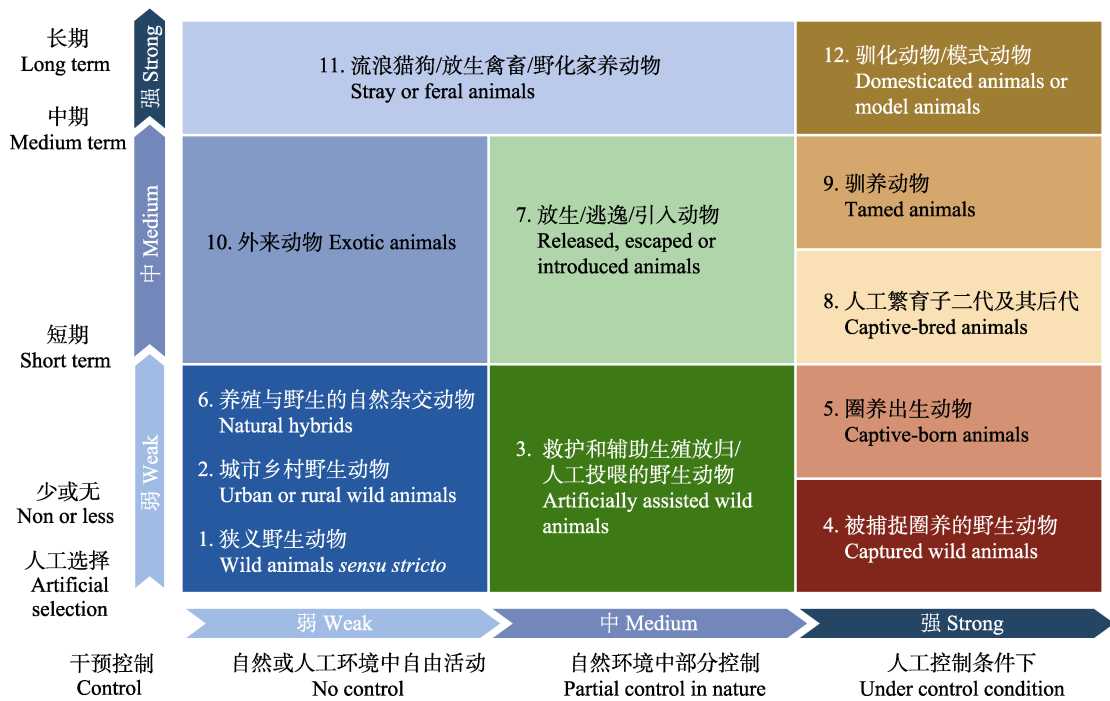 长期
Long term
中期
Medium term
短期
Short term
少或无
Non or less
人工选择
Artificial
selection
强 Strong
中 Medium
弱 Weak
11. 流浪猫狗/放生禽畜/野化家养动物
Stray or feral animals
12. 驯化动物/模式动物
Domesticated animals or
model animals
10. 外来动物 Exotic animals
7. 放生/逃逸/引入动物
Released, escaped or
introduced animals
9. 驯养动物
Tamed animals
8. 人工繁育子二代及其后代
Captive-bred animals
6. 养殖与野生的自然杂交动物
Natural hybrids
2. 城市乡村野生动物
Urban or rural wild animals
1. 狭义野生动物
Wild animals sensu stricto
3. 救护和辅助生殖放归/
人工投喂的野生动物
Artificially assisted wild
animals
5. 圈养出生动物
Captive-born animals
4. 被捕捉圈养的野生动物
Captured wild animals
弱 Weak
中 Medium
强 Strong
干预控制
Control
自然或人工环境中自由活动
No control
自然环境中部分控制
Partial control in nature
人工控制条件下
Under control condition